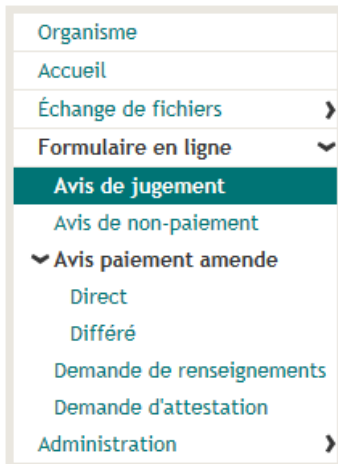 Organisme
Accueil
Échange de fichiers
Formulaire en ligne
Avis de jugement
Avis de non-paiement
Avis paiement amende
Direct
Différé
Demande de renseignements
Demande d'attestation
Administration